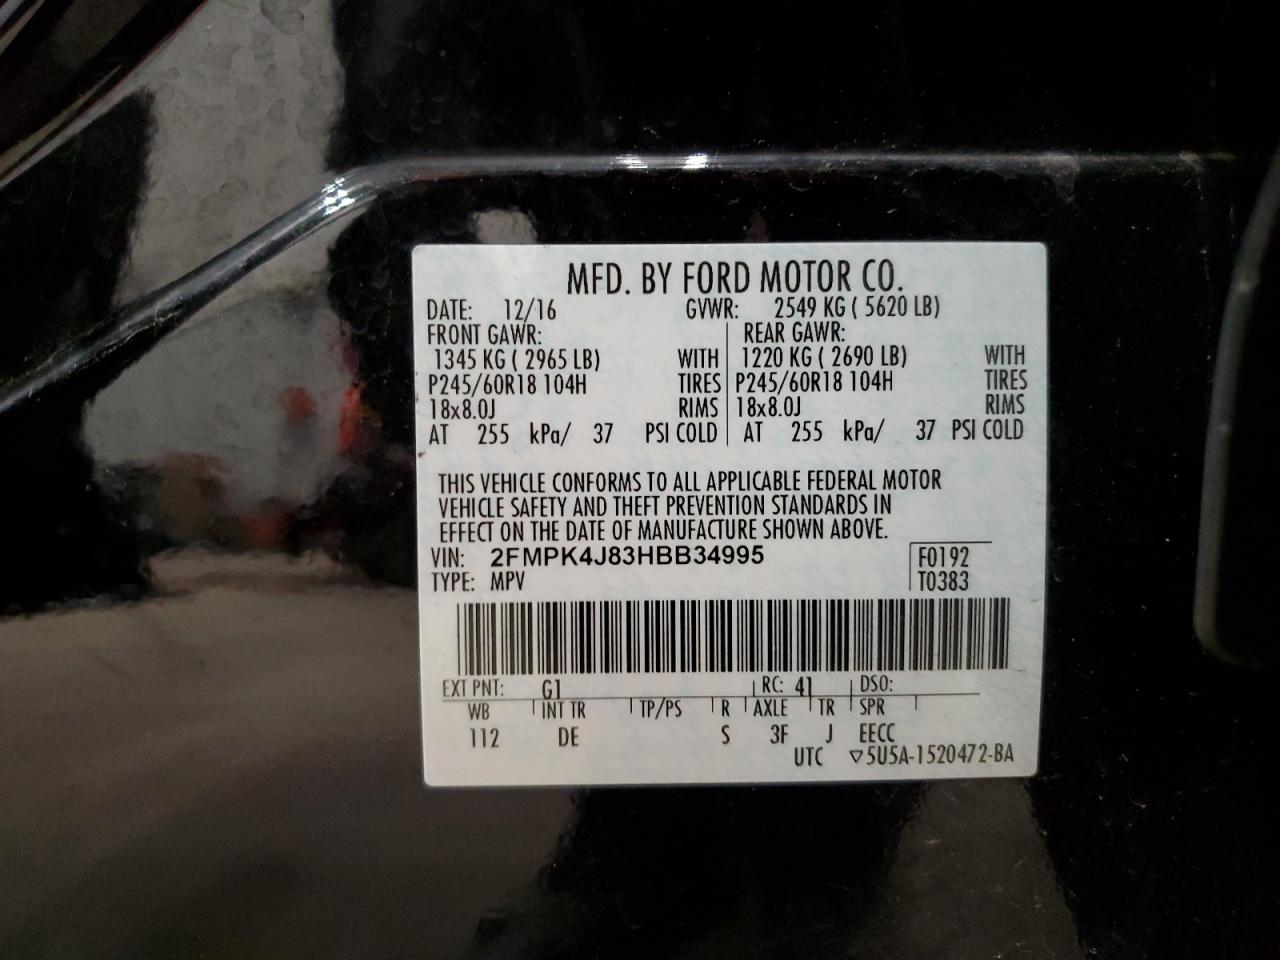 MFD. BY FORD MOTOR CO.
DATE: 12/16 GVWR: 2549 KG ( 5620 LB)
FRONT GAWR: REAR GAWR:
1345 KG ( 2965 LB) WITH 1220 KG ( 2690 LB) WITH
P245/60R18 104H TIRES P245/60R18 104H TIRES
18x8.0J RIMS 18x8.0J RIMS
AT 255 kPa/ 37 PSI COLD AT 255 kPa/ 37 PSI COLD
THIS VEHICLE CONFORMS TO ALL APPLICABLE FEDERAL MOTOR
VEHICLE SAFETY AND THEFT PREVENTION STANDARDS IN
EFFECT ON THE DATE OF MANUFACTURE SHOWN ABOVE.
VIN: 2FMPK4J83HBB34995 F0192
TYPE: MPV T0383
EXT PNT: G1 RC: 41 DSO:
WB INT TR TP/PS R AXLE TR SPR
112 DE S 3F J EECC
UTC ▽5U5A-1520472-BA